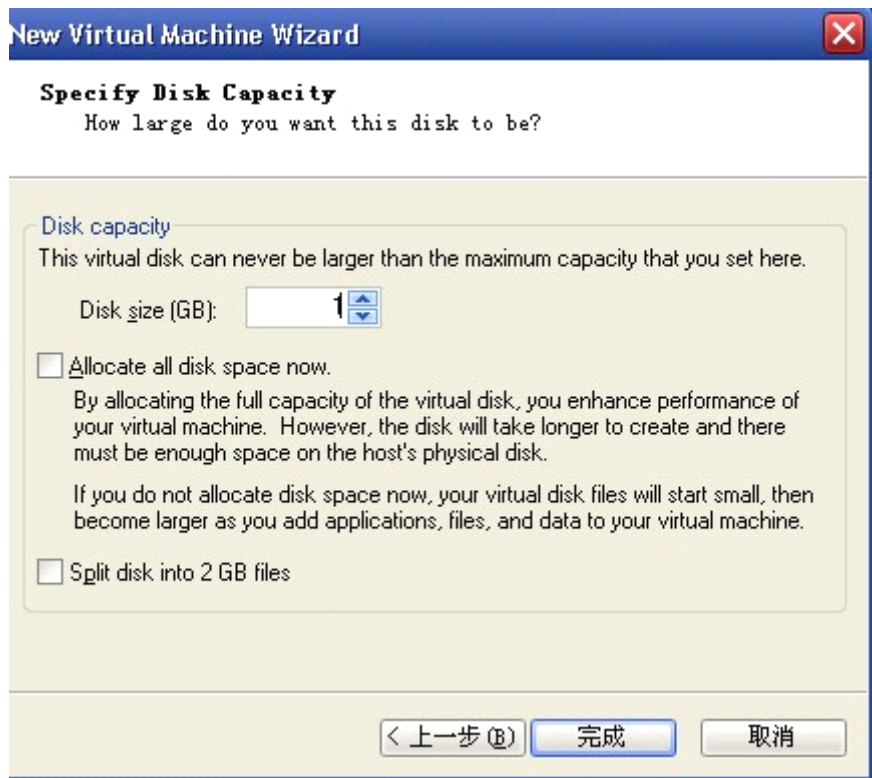 New Virtual Machine Wizard
Specify Disk Capacity
How large do you want this disk to be?
Disk capacity
This virtual disk can never be larger than the maximum capacity that you set here.
Disk size (GB): 1
Allocate all disk space now.
By allocating the full capacity of the virtual disk, you enhance performance of
your virtual machine. However, the disk will take longer to create and there
must be enough space on the host's physical disk.
If you do not allocate disk space now, your virtual disk files will start small, then
become larger as you add applications, files, and data to your virtual machine.
Split disk into 2 GB files
< 上一步(B) 完成 取消